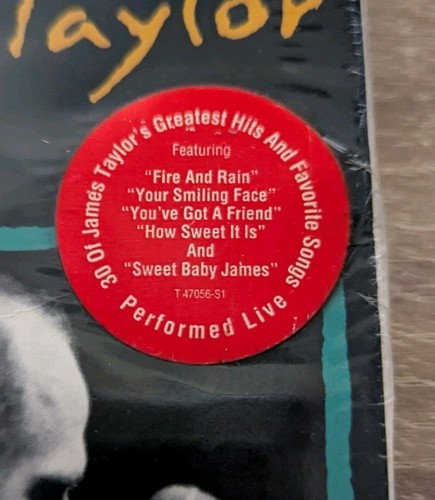 Taylor
30 Of James Taylor's Greatest Hits And Favorite Songs
Featuring
“Fire And Rain”
“Your Smiling Face”
“You've Got A Friend”
“How Sweet It Is”
And
“Sweet Baby James”
T 47056-S1
Performed Live